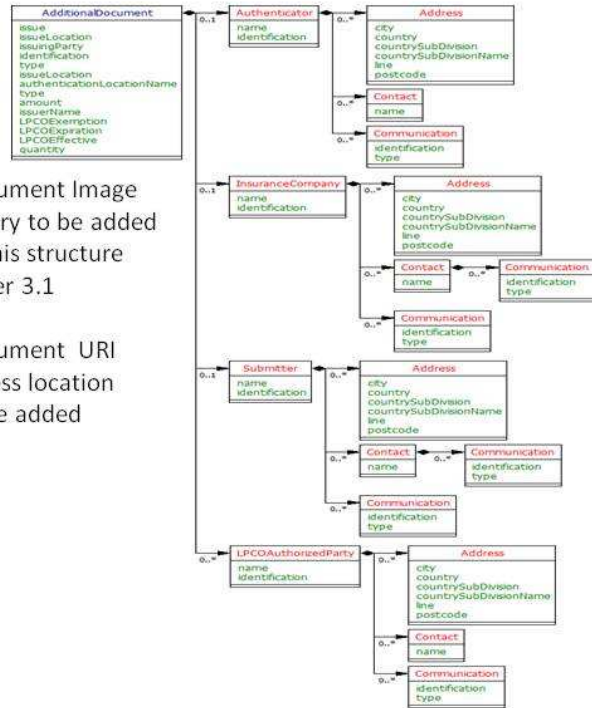 AdditionalDocument
issue
issueLocation
issuingParty
identification
type
issueLocation
authenticationLocationName
type
amount
issuerName
LPCOExemption
LPCOExpiration
LPCOEffective
quantity
0..1
Authenticator
name
identification
0..*
Address
city
country
countrySubDivision
countrySubDivisionName
line
postcode
0..*
Contact
name
0..*
Communication
identification
type
cument Image
ry to be added
his structure
er 3.1
ument URI
ess location
e added
0..1
InsuranceCompany
name
identification
0..*
Address
city
country
countrySubDivision
countrySubDivisionName
line
postcode
0..*
Contact
name
0..*
Communication
identification
type
0..*
Communication
identification
type
0..1
Submitter
name
identification
0..*
Address
city
country
countrySubDivision
countrySubDivisionName
line
postcode
0..*
Contact
name
0..*
Communication
identification
type
0..*
Communication
identification
type
0..*
LPCOAuthorizedParty
name
identification
0..*
Address
city
country
countrySubDivision
countrySubDivisionName
line
postcode
0..*
Contact
name
0..*
Communication
identification
type